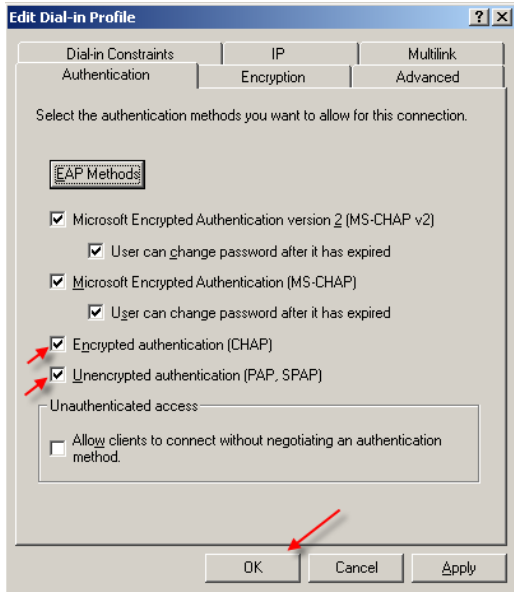 Edit Dial-in Profile
Dial-in Constraints IP Multilink
Authentication Encryption Advanced
Select the authentication methods you want to allow for this connection.
EAP Methods
Microsoft Encrypted Authentication version 2 (MS-CHAP v2)
User can change password after it has expired
Microsoft Encrypted Authentication (MS-CHAP)
User can change password after it has expired
Encrypted authentication (CHAP)
Unencrypted authentication (PAP, SPAP)
Unauthenticated access
Allow clients to connect without negotiating an authentication
method.
OK Cancel Apply